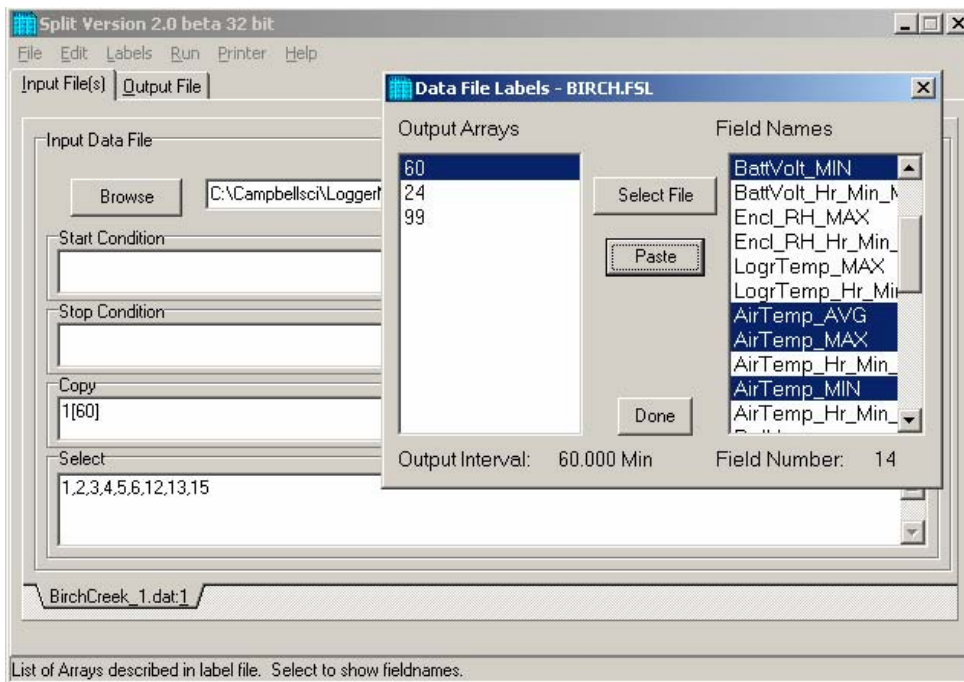 Split Version 2.0 beta 32 bit
File Edit Labels Run Printer Help
Input File(s) Output File
Input Data File
Browse
C:\Campbellsci\Logger
Start Condition
Stop Condition
Copy
1[60]
Select
1,2,3,4,5,6,12,13,15
BirchCreek_1.dat:1
List of Arrays described in label file. Select to show fieldnames.
Data File Labels - BIRCH.FSL
Output Arrays
60
24
99
Select File
Paste
Done
Field Names
BattVolt_MIN
BattVolt_Hr_Min_
Encl_RH_MAX
Encl_RH_Hr_Min_
LogrTemp_MAX
LogrTemp_Hr_Mi
AirTemp_AVG
AirTemp_MAX
AirTemp_Hr_Min_
AirTemp_MIN
AirTemp_Hr_Min_
Output Interval: 60.000 Min
Field Number: 14